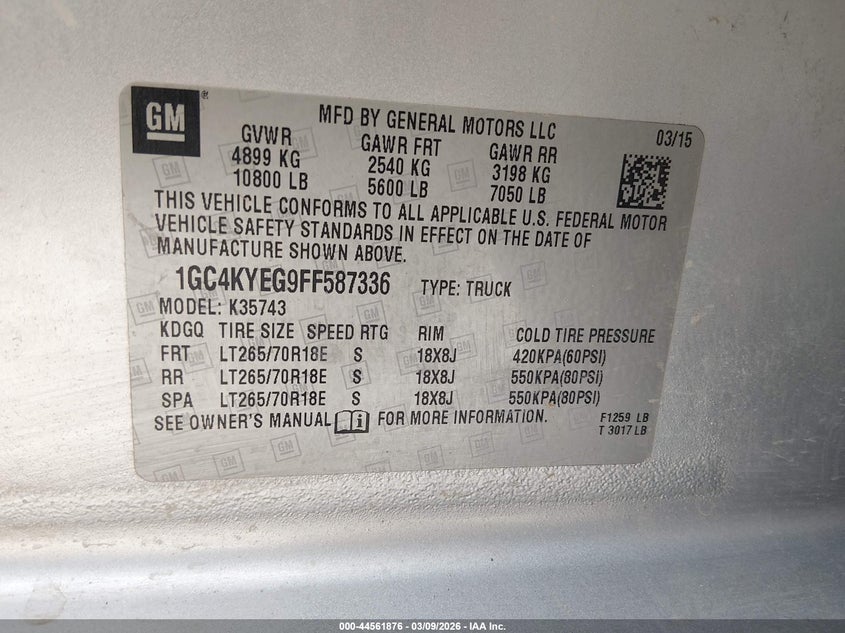 GM ®
MFD BY GENERAL MOTORS LLC 03/15
GVWR GAWR FRT GAWR RR
4899 KG 2540 KG 3198 KG
10800 LB 5600 LB 7050 LB
THIS VEHICLE CONFORMS TO ALL APPLICABLE U.S. FEDERAL MOTOR
VEHICLE SAFETY STANDARDS IN EFFECT ON THE DATE OF
MANUFACTURE SHOWN ABOVE.
1GC4KYEG9FF587336 TYPE: TRUCK
MODEL: K35743
KDGQ TIRE SIZE SPEED RTG RIM COLD TIRE PRESSURE
FRT LT265/70R18E S 18X8J 420KPA(60PSI)
RR LT265/70R18E S 18X8J 550KPA(80PSI)
SPA LT265/70R18E S 18X8J 550KPA(80PSI)
SEE OWNER'S MANUAL FOR MORE INFORMATION.
F1259 LB
T 3017 LB
000-44561876 | 03/09/2026 | IAA Inc.